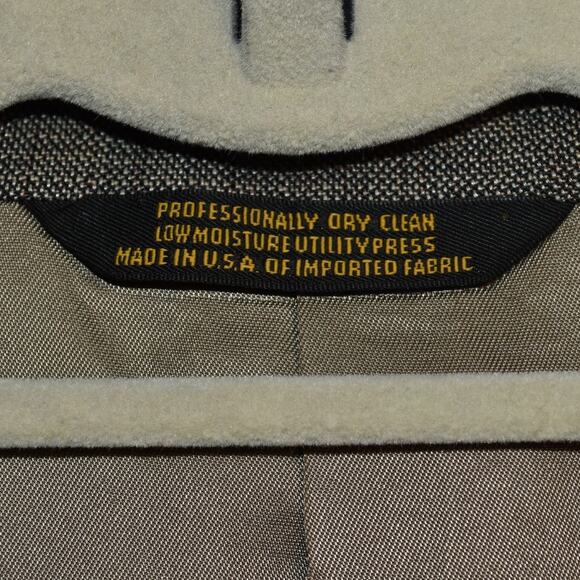 PROFESSIONALLY DRY CLEAN
LOW MOISTURE UTILITY PRESS
MADE IN U.S.A. OF IMPORTED FABRIC